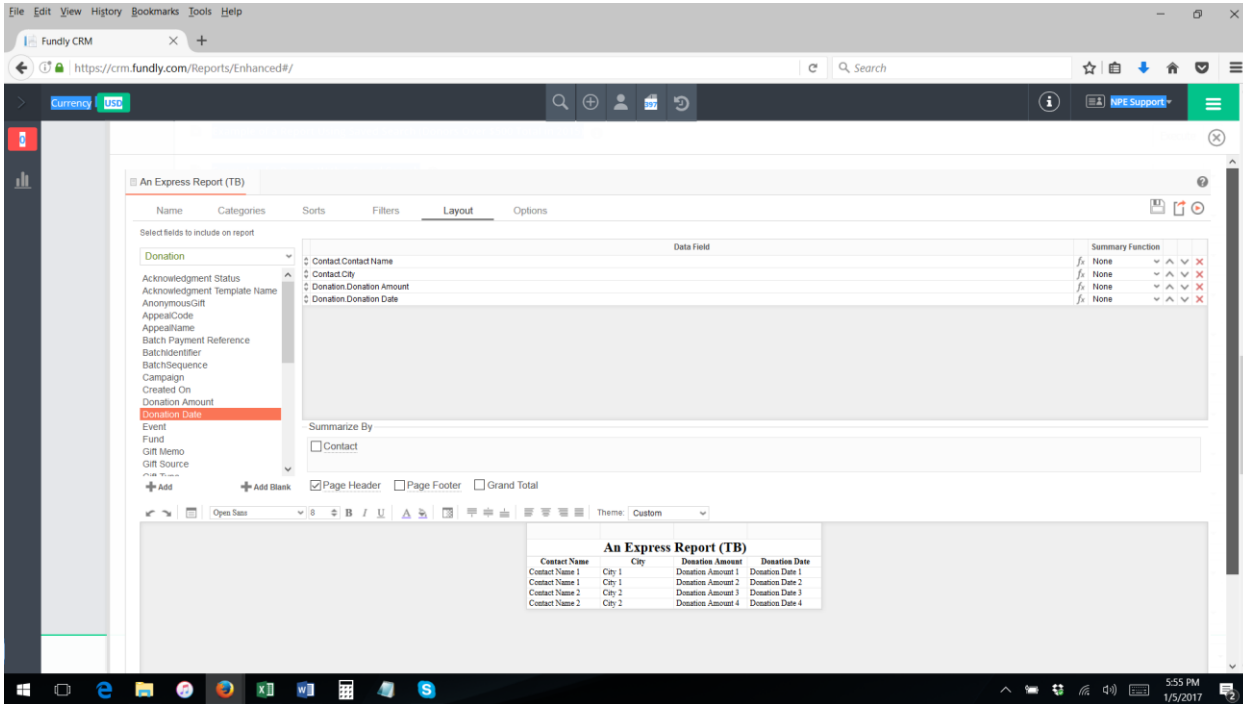 File Edit View History Bookmarks Tools Help
Fundly CRM
https://crm.fundly.com/Reports/Enhanced#/
Search
Currency USD
397
NPE Support
0
An Express Report (TB)
Name Categories Sorts Filters Layout Options
Select fields to include on report
Donation
Data Field Summary Function
Contact.Contact Name fx None
Contact.City fx None
Donation.Donation Amount fx None
Donation.Donation Date fx None
Acknowledgment Status
Acknowledgment Template Name
AnonymousGift
AppealCode
AppealName
Batch Payment Reference
BatchIdentifier
BatchSequence
Campaign
Created On
Donation Amount
Donation Date
Event
Fund
Gift Memo
Gift Source
Summarize By
Contact
Add Add Blank
Page Header Page Footer Grand Total
Open Sans 8 B I U A Theme: Custom
An Express Report (TB)
Contact Name City Donation Amount Donation Date
Contact Name 1 City 1 Donation Amount 1 Donation Date 1
Contact Name 1 City 1 Donation Amount 2 Donation Date 2
Contact Name 2 City 2 Donation Amount 3 Donation Date 3
Contact Name 2 City 2 Donation Amount 4 Donation Date 4
5:55 PM
1/5/2017
2